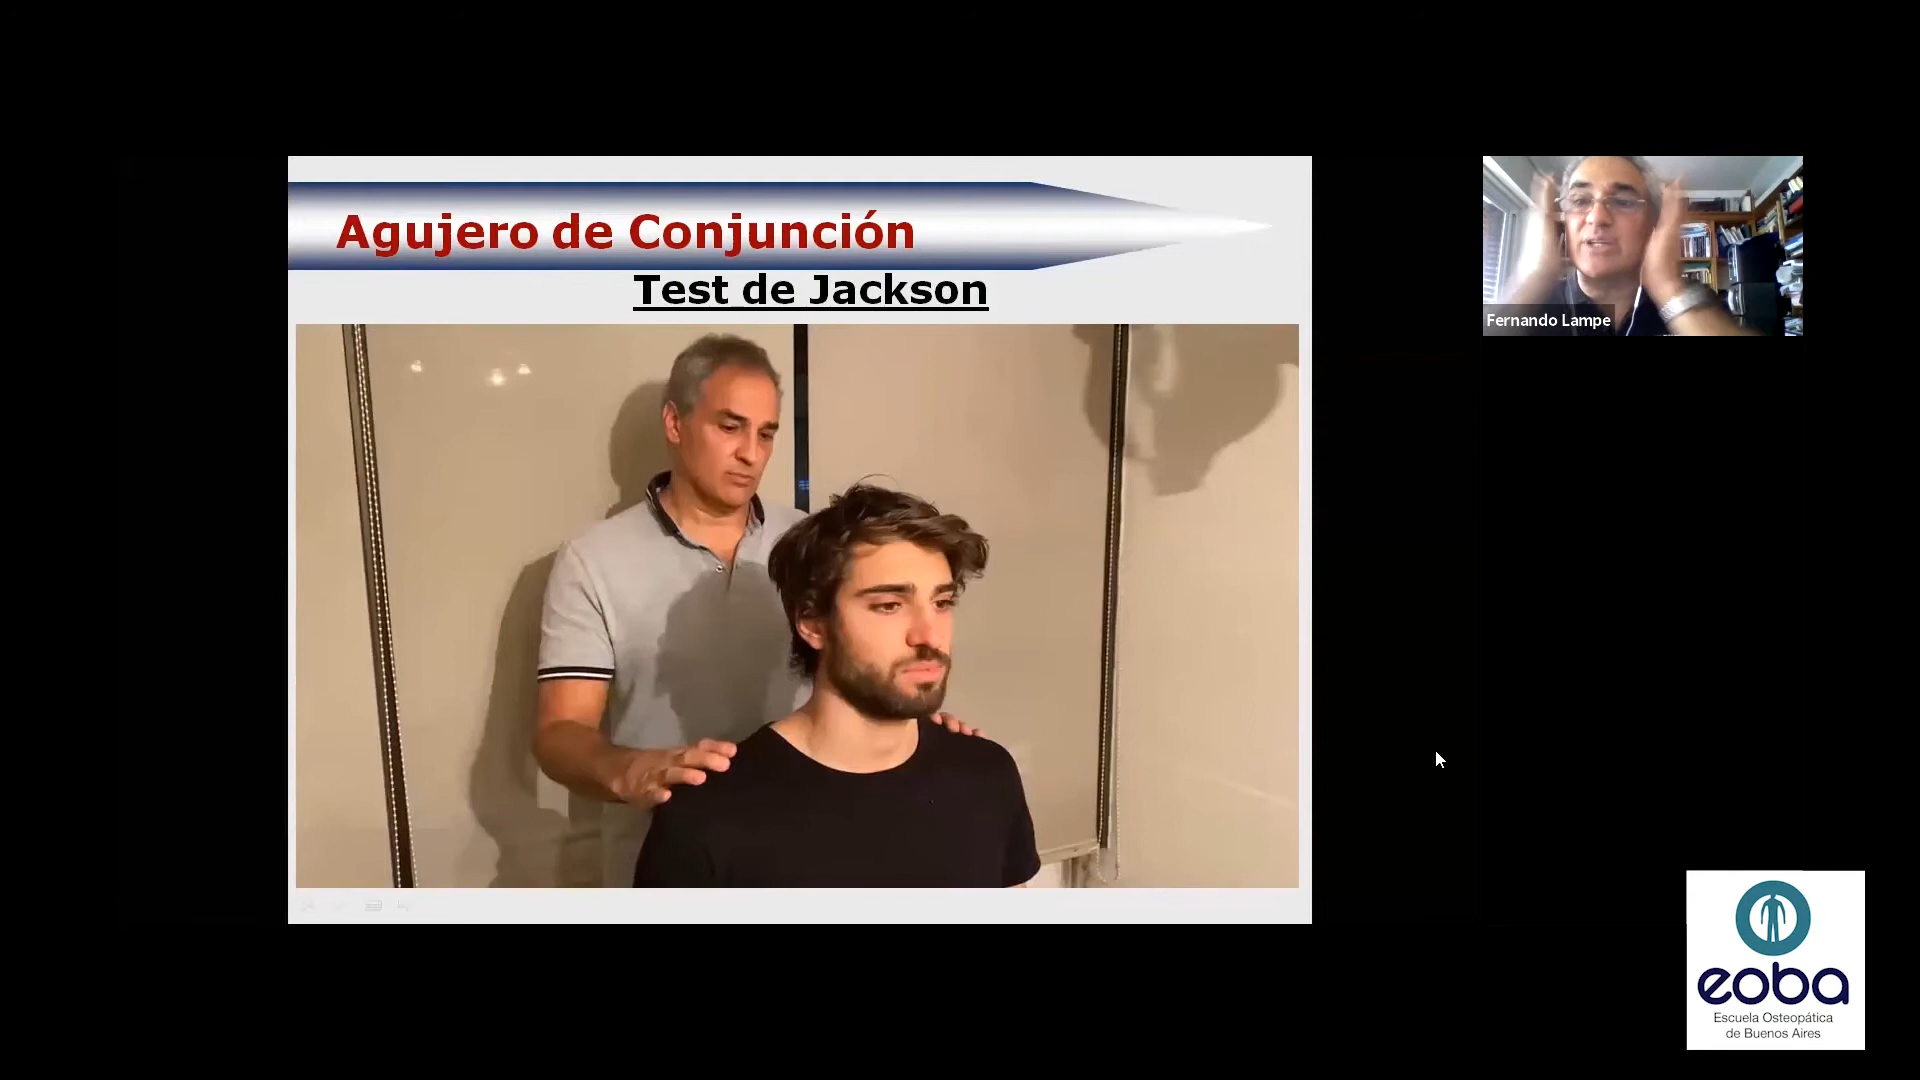 Agujero de Conjunción
Test de Jackson
Fernando Lampe
eoba
Escuela Osteopática
de Buenos Aires